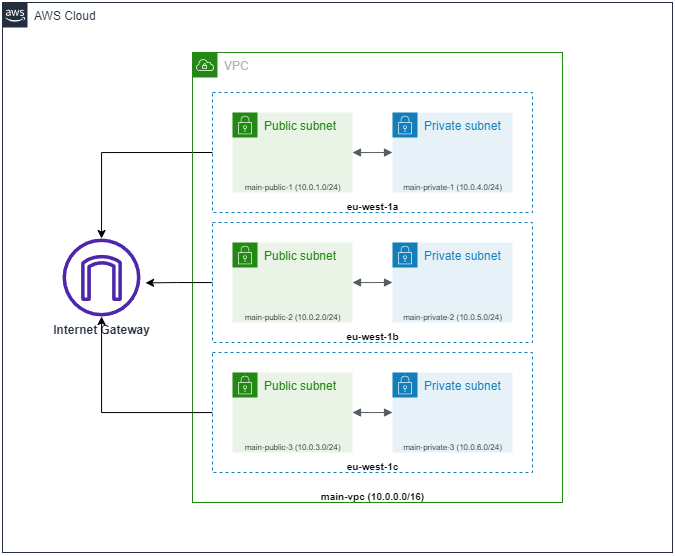 aws
AWS Cloud
VPC
Public subnet
Private subnet
main-public-1 (10.0.1.0/24)
main-private-1 (10.0.4.0/24)
eu-west-1a
Public subnet
Private subnet
main-public-2 (10.0.2.0/24)
main-private-2 (10.0.5.0/24)
eu-west-1b
Internet Gateway
Public subnet
Private subnet
main-public-3 (10.0.3.0/24)
main-private-3 (10.0.6.0/24)
eu-west-1c
main-vpc (10.0.0.0/16)